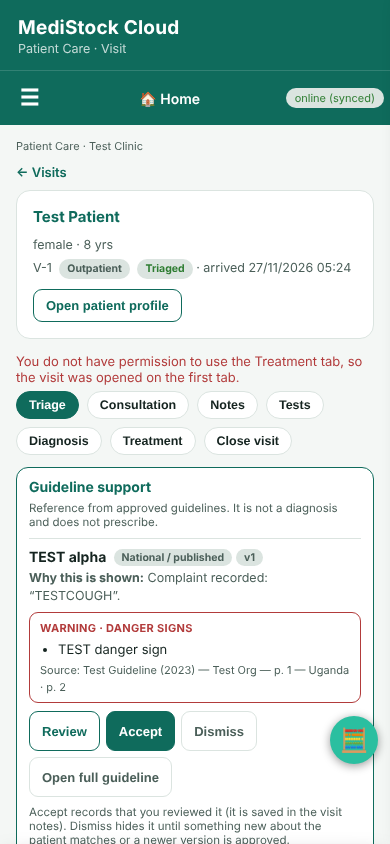 MediStock Cloud
Patient Care · Visit
☰ 🏠 Home online (synced)
Patient Care · Test Clinic
← Visits
Test Patient
female · 8 yrs
V-1 Outpatient Triaged · arrived 27/11/2026 05:24
Open patient profile
You do not have permission to use the Treatment tab, so
the visit was opened on the first tab.
Triage Consultation Notes Tests
Diagnosis Treatment Close visit
Guideline support
Reference from approved guidelines. It is not a diagnosis
and does not prescribe.
TEST alpha National / published v1
Why this is shown: Complaint recorded:
“TESTCOUGH”.
WARNING · DANGER SIGNS
• TEST danger sign
Source: Test Guideline (2023) — Test Org — p. 1 — Uganda
· p. 2
Review Accept Dismiss
Open full guideline
Accept records that you reviewed it (it is saved in the visit
notes). Dismiss hides it until something new about the
patient matches or a newer version is approved.